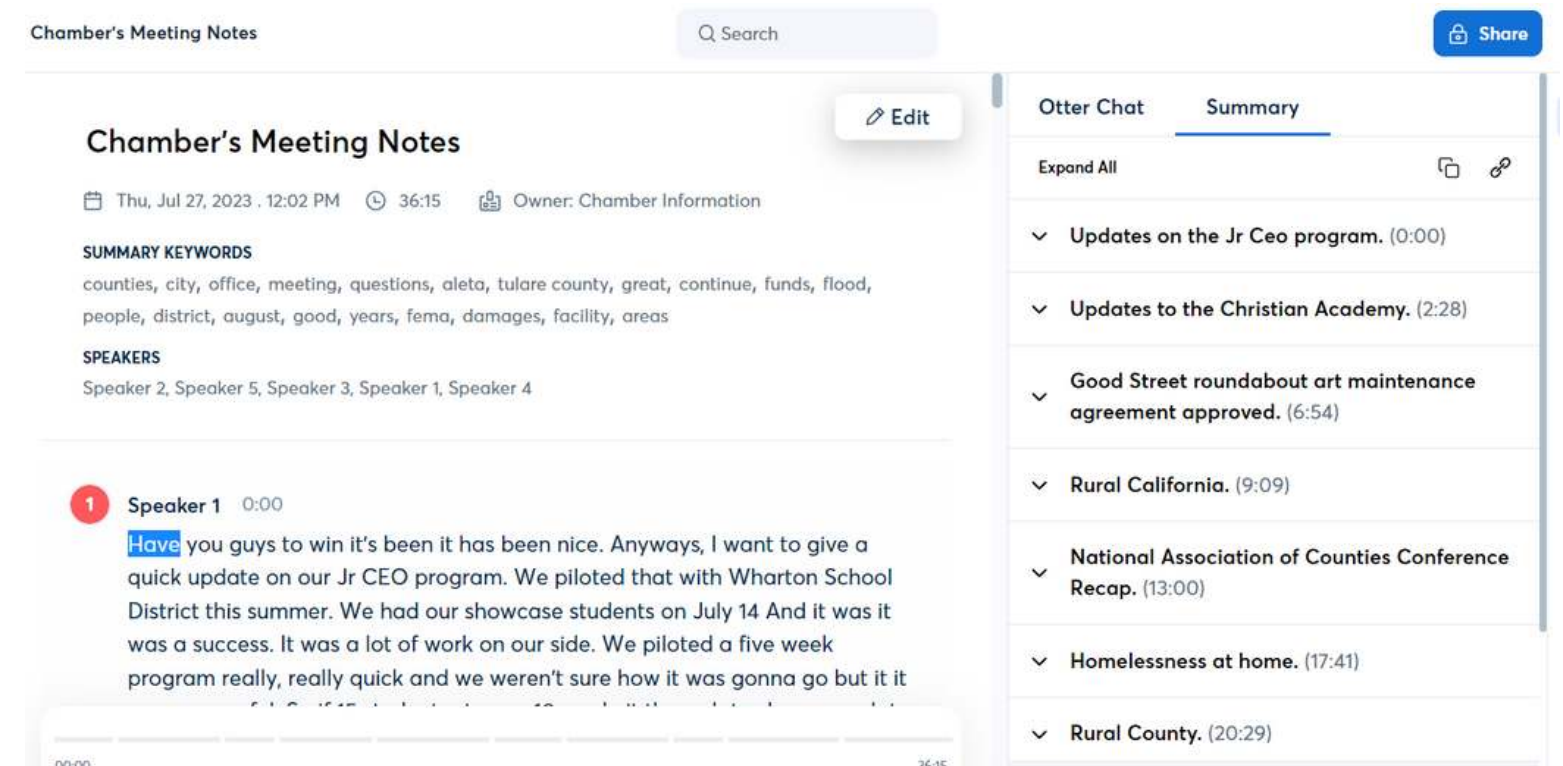 Chamber's Meeting Notes
Search
Share
Edit
Chamber's Meeting Notes
Thu, Jul 27, 2023 . 12:02 PM 36:15 Owner: Chamber Information
SUMMARY KEYWORDS
counties, city, office, meeting, questions, aleta, tulare county, great, continue, funds, flood,
people, district, august, good, years, fema, damages, facility, areas
SPEAKERS
Speaker 2, Speaker 5, Speaker 3, Speaker 1, Speaker 4
1 Speaker 1 0:00
Have you guys to win it's been it has been nice. Anyways, I want to give a
quick update on our Jr CEO program. We piloted that with Wharton School
District this summer. We had our showcase students on July 14 And it was it
was a success. It was a lot of work on our side. We piloted a five week
program really, really quick and we weren't sure how it was gonna go but it it
00:00 36:15
Otter Chat Summary
Expand All
Updates on the Jr Ceo program. (0:00)
Updates to the Christian Academy. (2:28)
Good Street roundabout art maintenance
agreement approved. (6:54)
Rural California. (9:09)
National Association of Counties Conference
Recap. (13:00)
Homelessness at home. (17:41)
Rural County. (20:29)